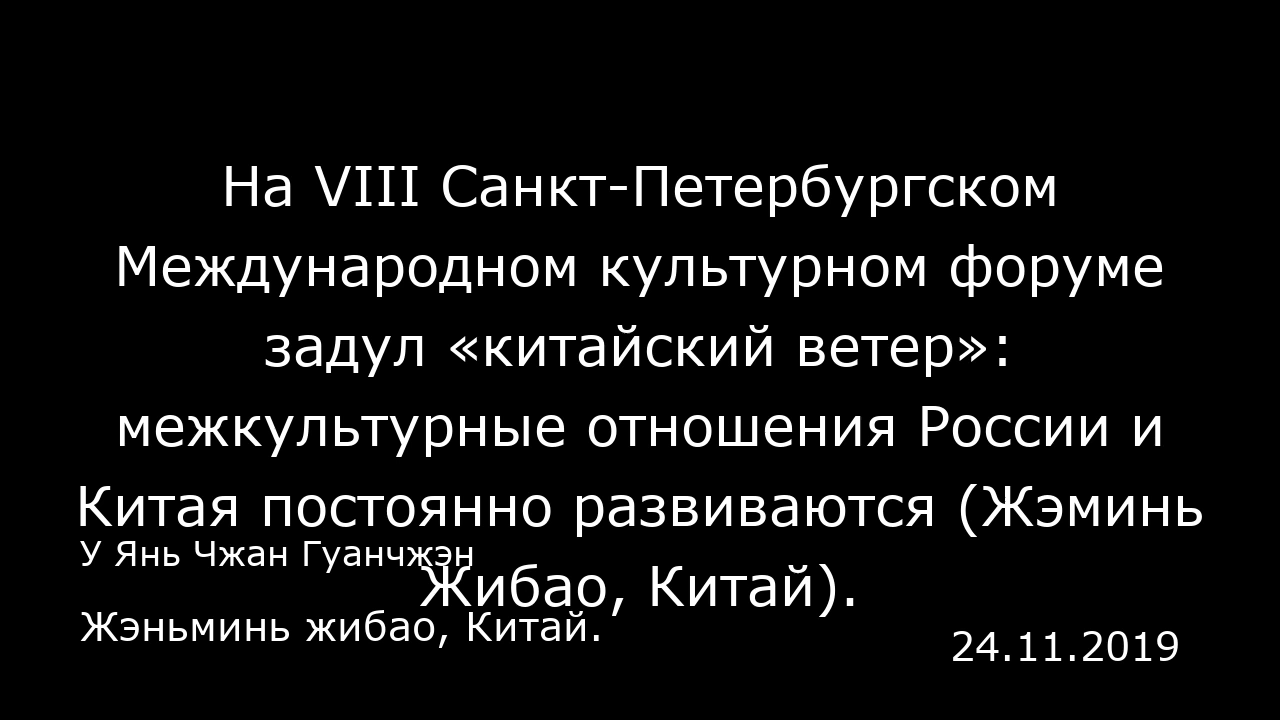 На VIII Санкт-Петербургском
Международном культурном форуме
задул «китайский ветер»:
межкультурные отношения России и
Китая постоянно развиваются (Жэминь
Жибао, Китай).
У Янь Чжан Гуанчжэн
Жэньминь жибао, Китай.
24.11.2019